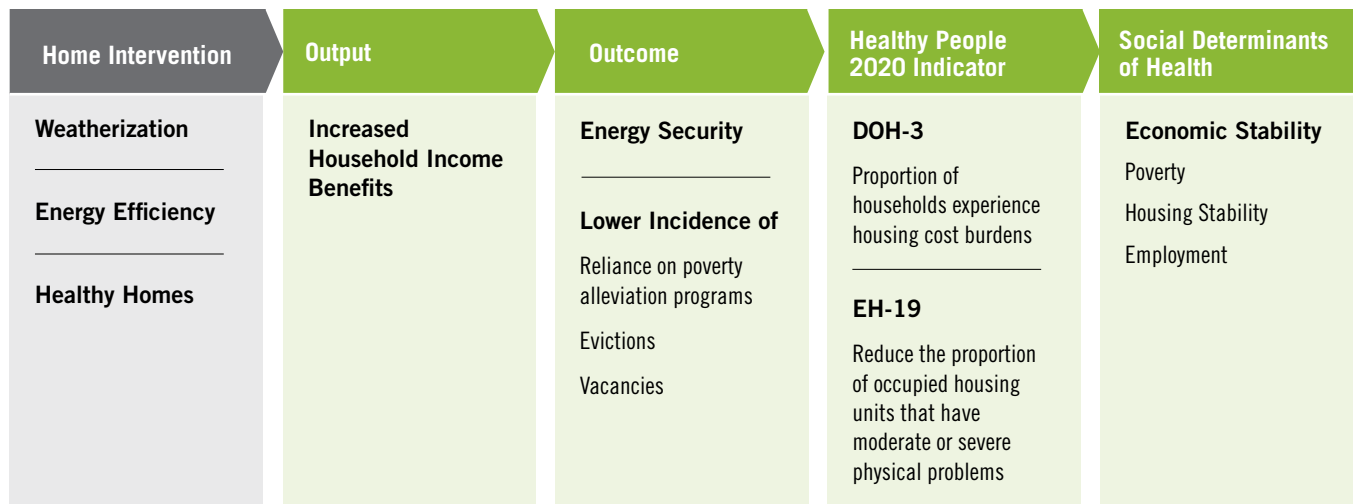 Home Intervention
Output
Outcome
Healthy People
2020 Indicator
Social Determinants
of Health
Weatherization
Energy Efficiency
Healthy Homes
Increased
Household Income
Benefits
Energy Security
Lower Incidence of
Reliance on poverty
alleviation programs
Evictions
Vacancies
DOH-3
Proportion of
households experience
housing cost burdens
EH-19
Reduce the proportion
of occupied housing
units that have
moderate or severe
physical problems
Economic Stability
Poverty
Housing Stability
Employment